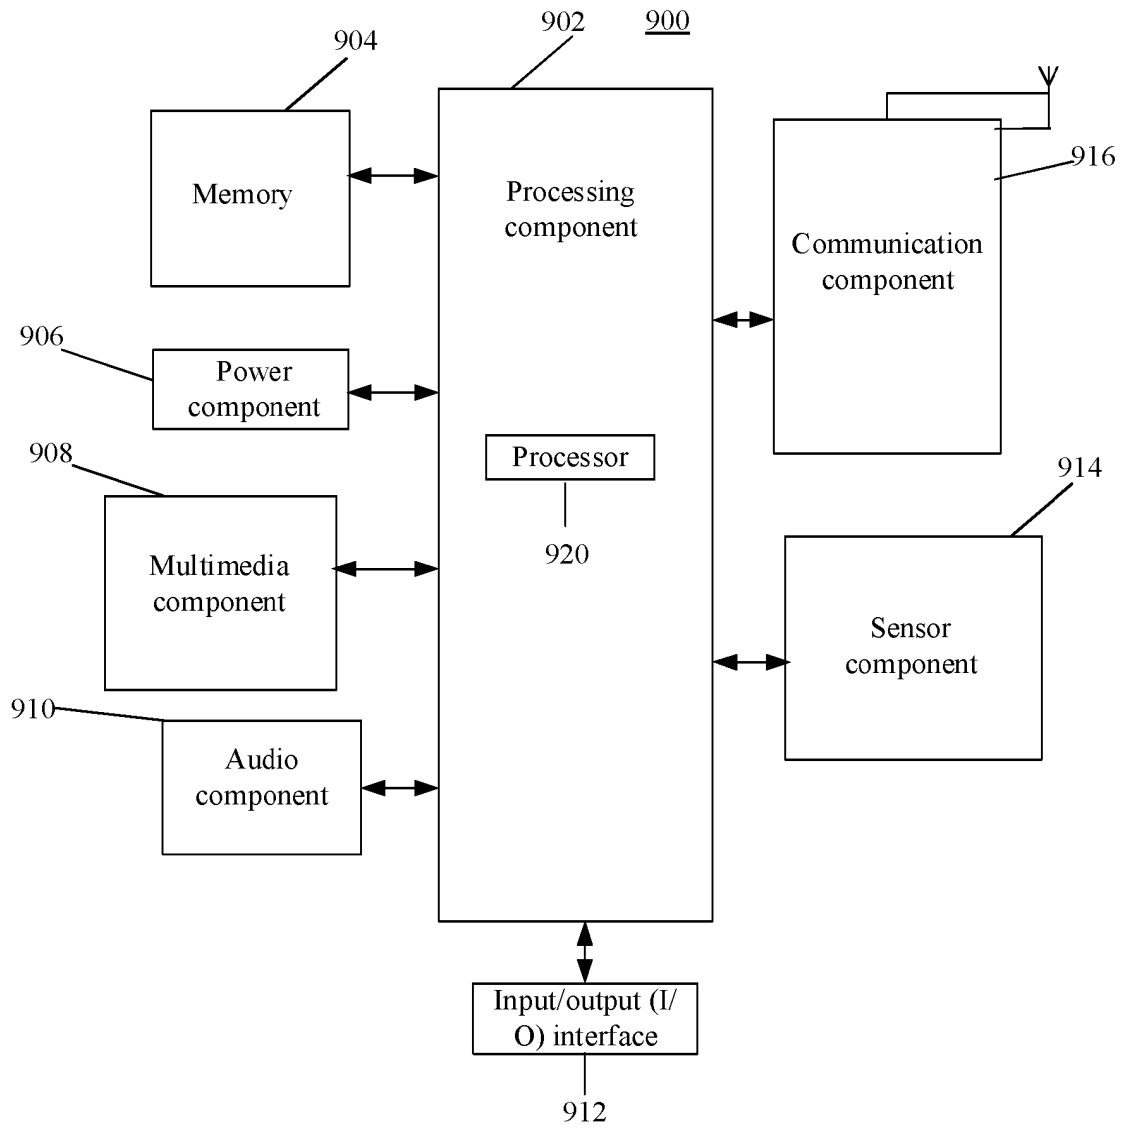 902
900
904
916
Memory
Processing
component
Communication
component
906
Power
component
908
Processor
914
920
Multimedia
component
Sensor
component
910
Audio
component
Input/output (I/
O) interface
912